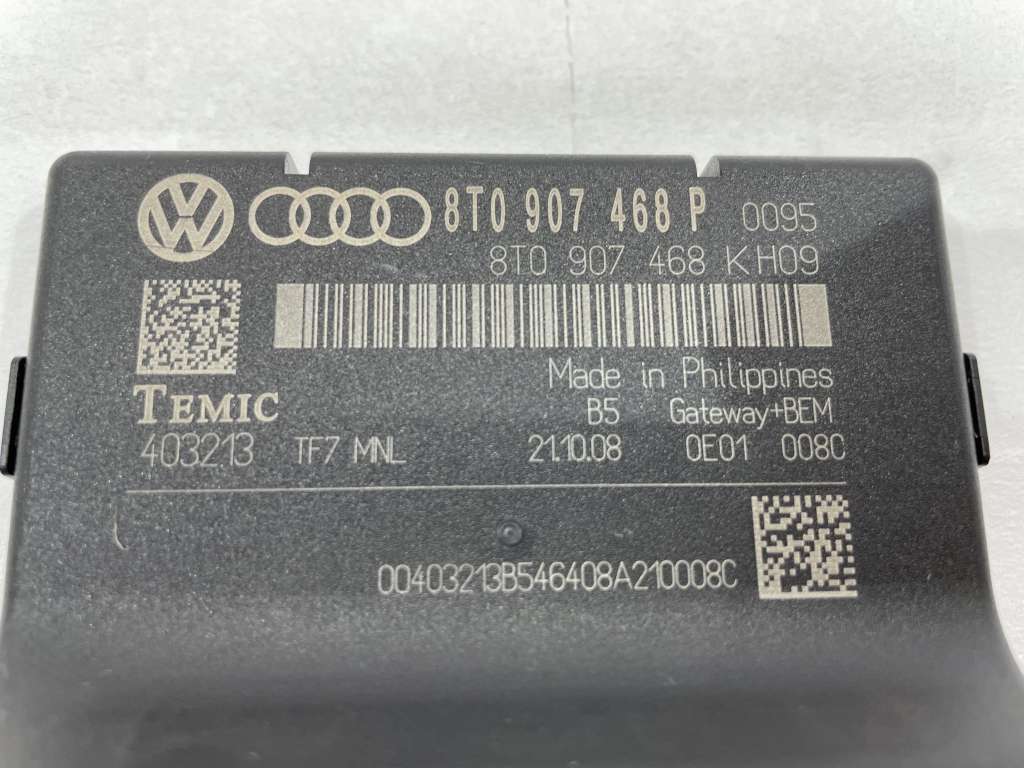 8T0 907 468 P 0095
8T0 907 468 K H09
Made in Philippines
TEMIC B5 Gateway+BEM
403213 TF7 MNL 21.10.08 0E01 008C
00403213B546408A210008C